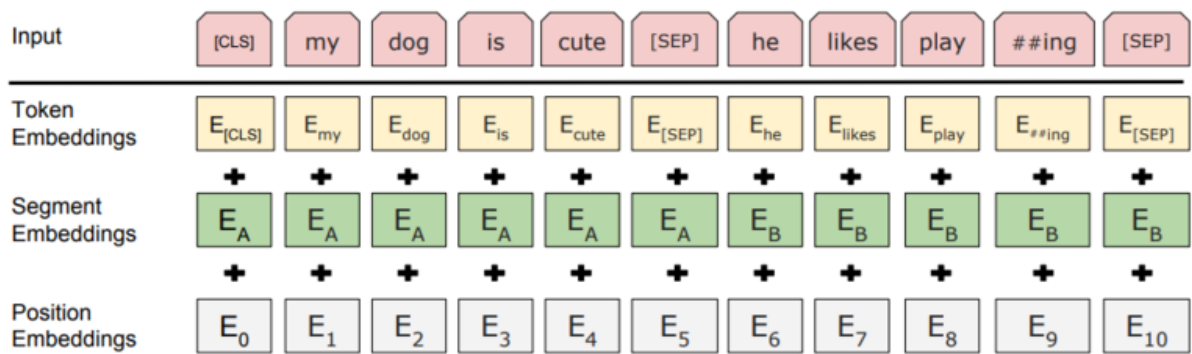 Input [CLS] my dog is cute [SEP] he likes play ##ing [SEP]
Token
Embeddings E[CLS] Emy Edog Eis Ecute E[SEP] Ehe Elikes Eplay E##ing E[SEP]
+ + + + + + + + + + +
Segment
Embeddings EA EA EA EA EA EA EB EB EB EB EB
+ + + + + + + + + + +
Position
Embeddings E0 E1 E2 E3 E4 E5 E6 E7 E8 E9 E10